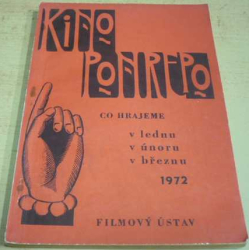 KINO
PONREPO
CO HRAJEME
v lednu
v únoru
v březnu
1972
FILMOVÝ ÚSTAV